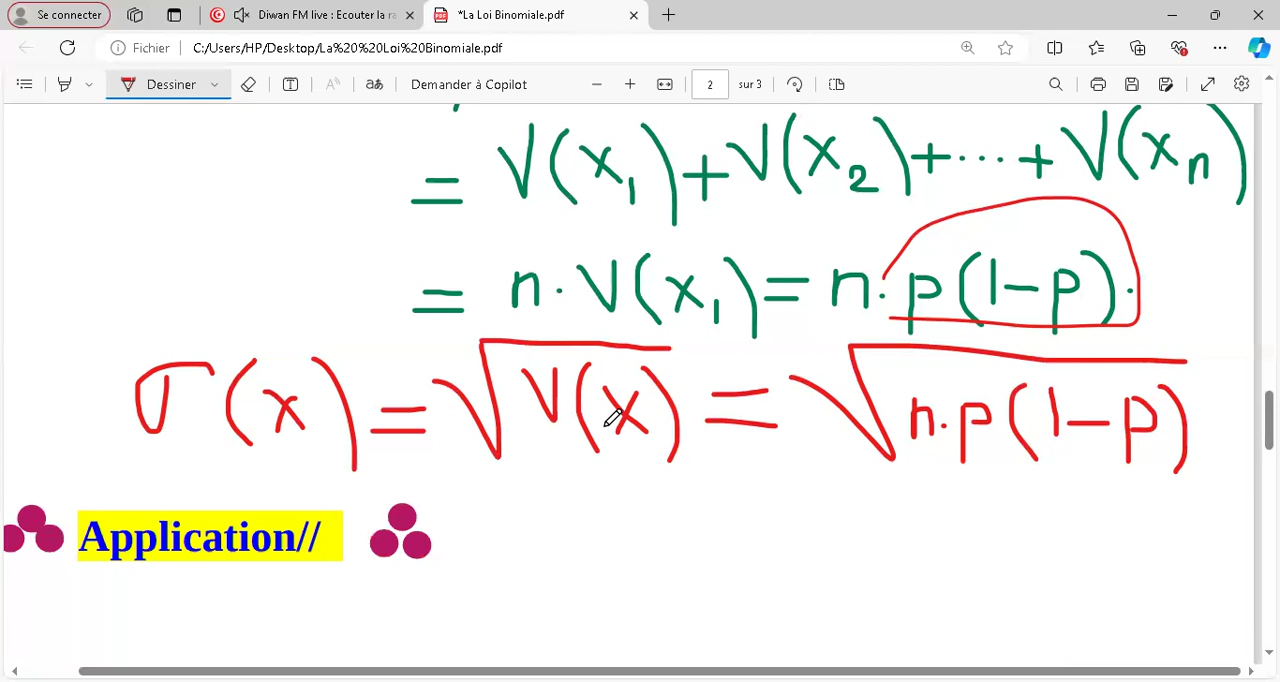 Se connecter
Diwan FM live : Ecouter la ra
*La Loi Binomiale.pdf
Fichier C:/Users/HP/Desktop/La%20%20Loi%20Binomiale.pdf
Dessiner Demander à Copilot 2 sur 3
= V(x₁)+V(x₂)+...+V(xₙ)
= n.V(x₁)=n.p(1-p).
σ(x)=√V(x)=√n.p(1-p)
Application//